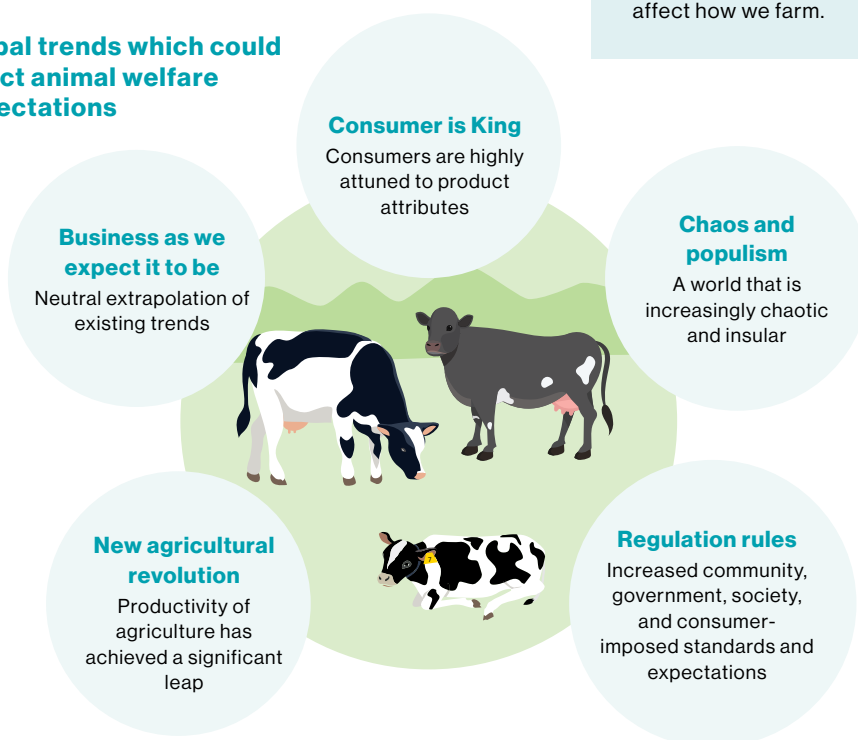 affect how we farm.
bal trends which could
ct animal welfare
ectations
Consumer is King
Consumers are highly
attuned to product
attributes
Business as we
expect it to be
Neutral extrapolation of
existing trends
Chaos and
populism
A world that is
increasingly chaotic
and insular
New agricultural
revolution
Productivity of
agriculture has
achieved a significant
leap
Regulation rules
Increased community,
government, society,
and consumer-
imposed standards and
expectations
7